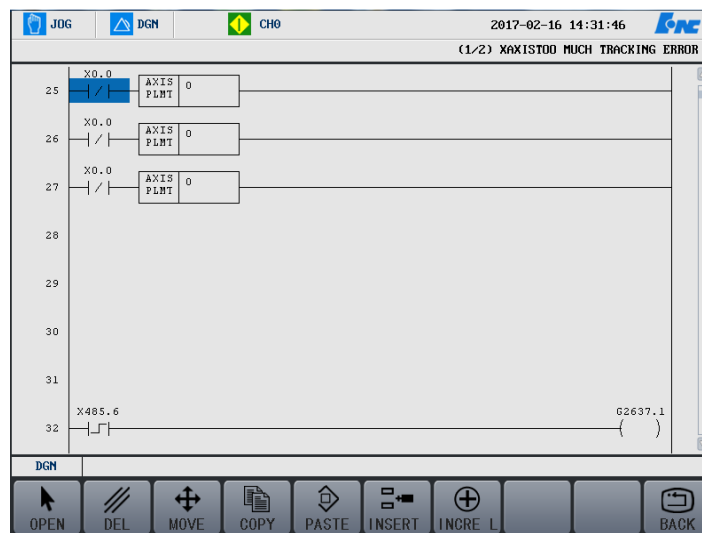 JOG DGN CH0 2017-02-16 14:31:46 HNC
(1/2) XAXISTOO MUCH TRACKING ERROR
X0.0
25 AXIS PLMT 0
X0.0
26 AXIS PLMT 0
X0.0
27 AXIS PLMT 0
28
29
30
31
X485.6 G2637.1
32
DGN
OPEN DEL MOVE COPY PASTE INSERT INCRE L BACK